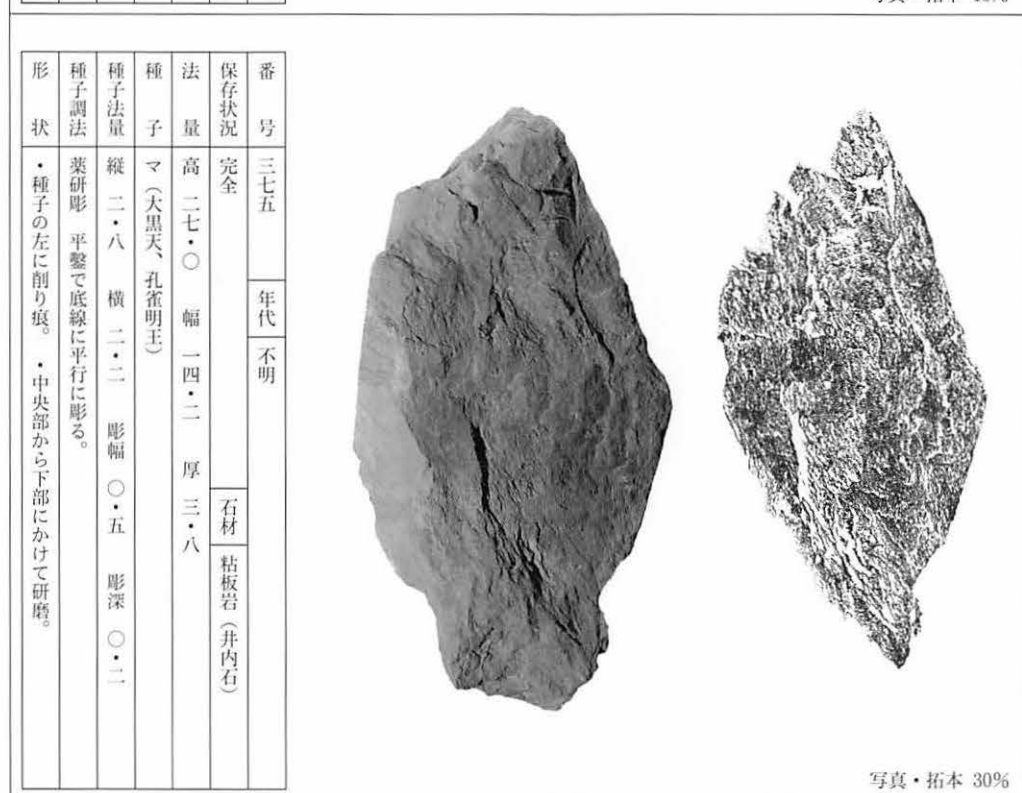 番号 三七五 年代 不明
保存状況 完全 石材 粘板岩（井内石）
法量 高 二七・〇 幅 一四・二 厚 三・八
種子 マ（大黒天、孔雀明王）
種子法量 縦 二・八 横 二・二 彫幅 〇・五 彫深 〇・二
種子調法 薬研彫 平鑿で底線に平行に彫る。
形状 ・種子の左に削り痕。 ・中央部から下部にかけて研磨。
写真・拓本 30%